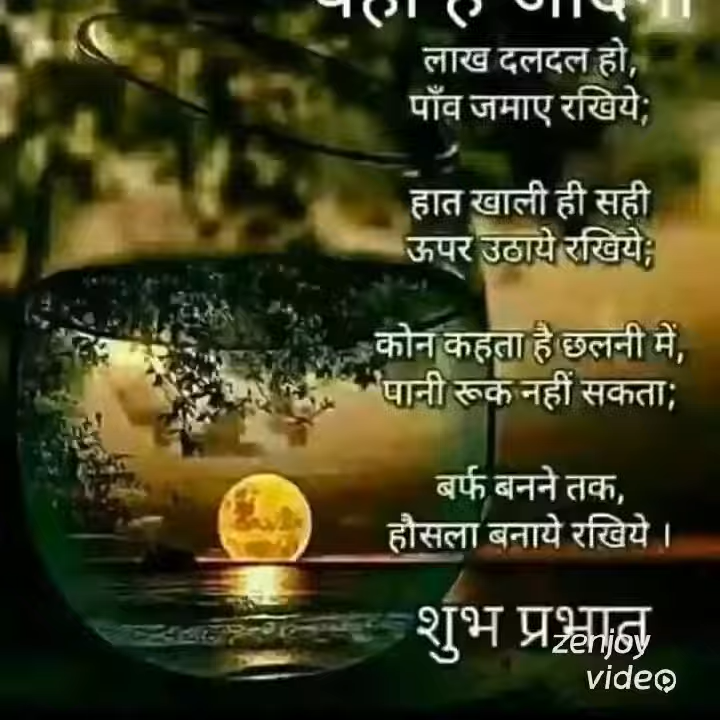 लाख दलदल हो,
पाँव जमाए रखिये;
हात खाली ही सही
ऊपर उठाये रखिये;
कोन कहता है छलनी में,
पानी रूक नहीं सकता;
बर्फ बनने तक,
हौसला बनाये रखिये ।
शुभ प्रभात
zenjoy
video